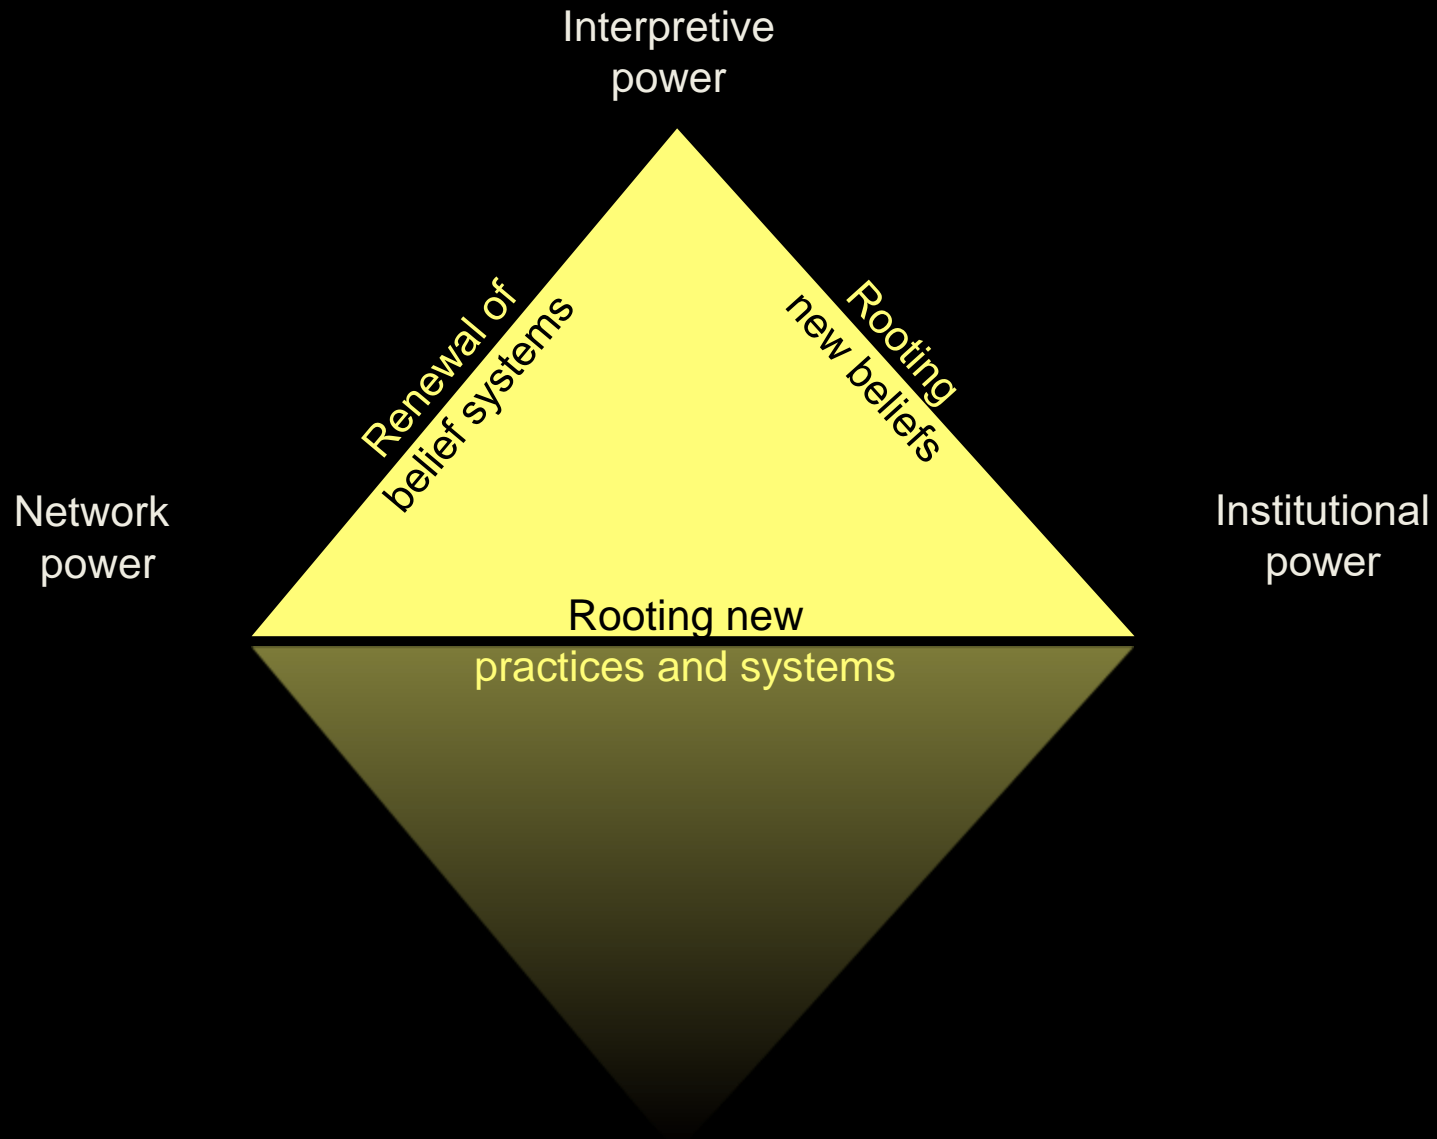 Interpretive
power
Renewal of
belief systems
Rooting
new beliefs
Network
power
Institutional
power
Rooting new
practices and systems